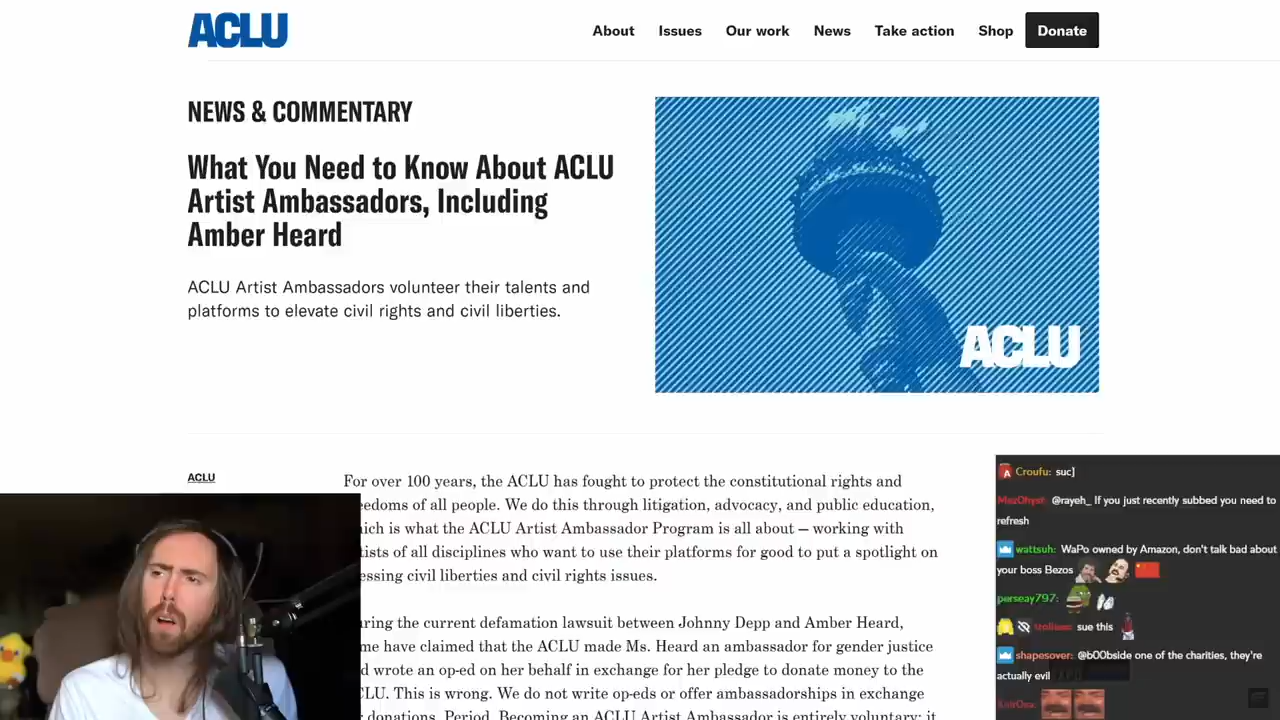 ACLU
About
Issues
Our work
News
Take action
Shop
Donate
NEWS & COMMENTARY
What You Need to Know About ACLU
Artist Ambassadors, Including
Amber Heard
ACLU Artist Ambassadors volunteer their talents and
platforms to elevate civil rights and civil liberties.
ACLU
ACLU
For over 100 years, the ACLU has fought to protect the constitutional rights and
eedoms of all people. We do this through litigation, advocacy, and public education,
ich is what the ACLU Artist Ambassador Program is all about — working with
tists of all disciplines who want to use their platforms for good to put a spotlight on
essing civil liberties and civil rights issues.
ring the current defamation lawsuit between Johnny Depp and Amber Heard,
me have claimed that the ACLU made Ms. Heard an ambassador for gender justice
d wrote an op-ed on her behalf in exchange for her pledge to donate money to the
CLU. This is wrong. We do not write op-eds or offer ambassadorships in exchange
donations. Period. Becoming an ACLU Artist Ambassador is entirely voluntary; it
Croufu: suc]
@rayeh_ If you just recently subbed you need to
refresh
wattsuh: WaPo owned by Amazon, don't talk bad about
your boss Bezos
perseay797:
sue this
shapesover: @b00bside one of the charities, they're
actually evil